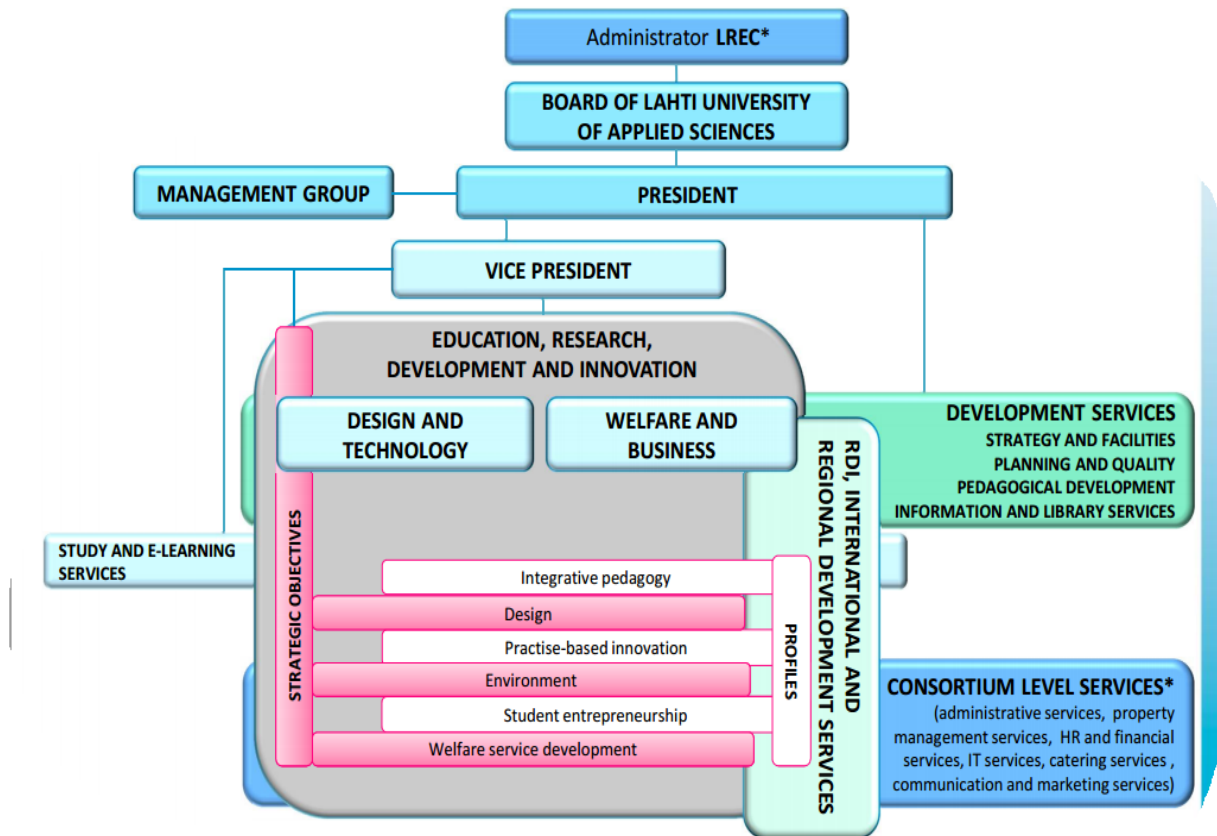 Administrator LREC*
BOARD OF LAHTI UNIVERSITY
OF APPLIED SCIENCES
MANAGEMENT GROUP
PRESIDENT
VICE PRESIDENT
EDUCATION, RESEARCH,
DEVELOPMENT AND INNOVATION
DESIGN AND
TECHNOLOGY
WELFARE AND
BUSINESS
DEVELOPMENT SERVICES
STRATEGY AND FACILITIES
PLANNING AND QUALITY
PEDAGOGICAL DEVELOPMENT
INFORMATION AND LIBRARY SERVICES
RDI, INTERNATIONAL AND
REGIONAL DEVELOPMENT SERVICES
STUDY AND E-LEARNING
SERVICES
STRATEGIC OBJECTIVES
Integrative pedagogy
Design
Practise-based innovation
Environment
Student entrepreneurship
Welfare service development
PROFILES
CONSORTIUM LEVEL SERVICES*
(administrative services, property
management services, HR and financial
services, IT services, catering services ,
communication and marketing services)